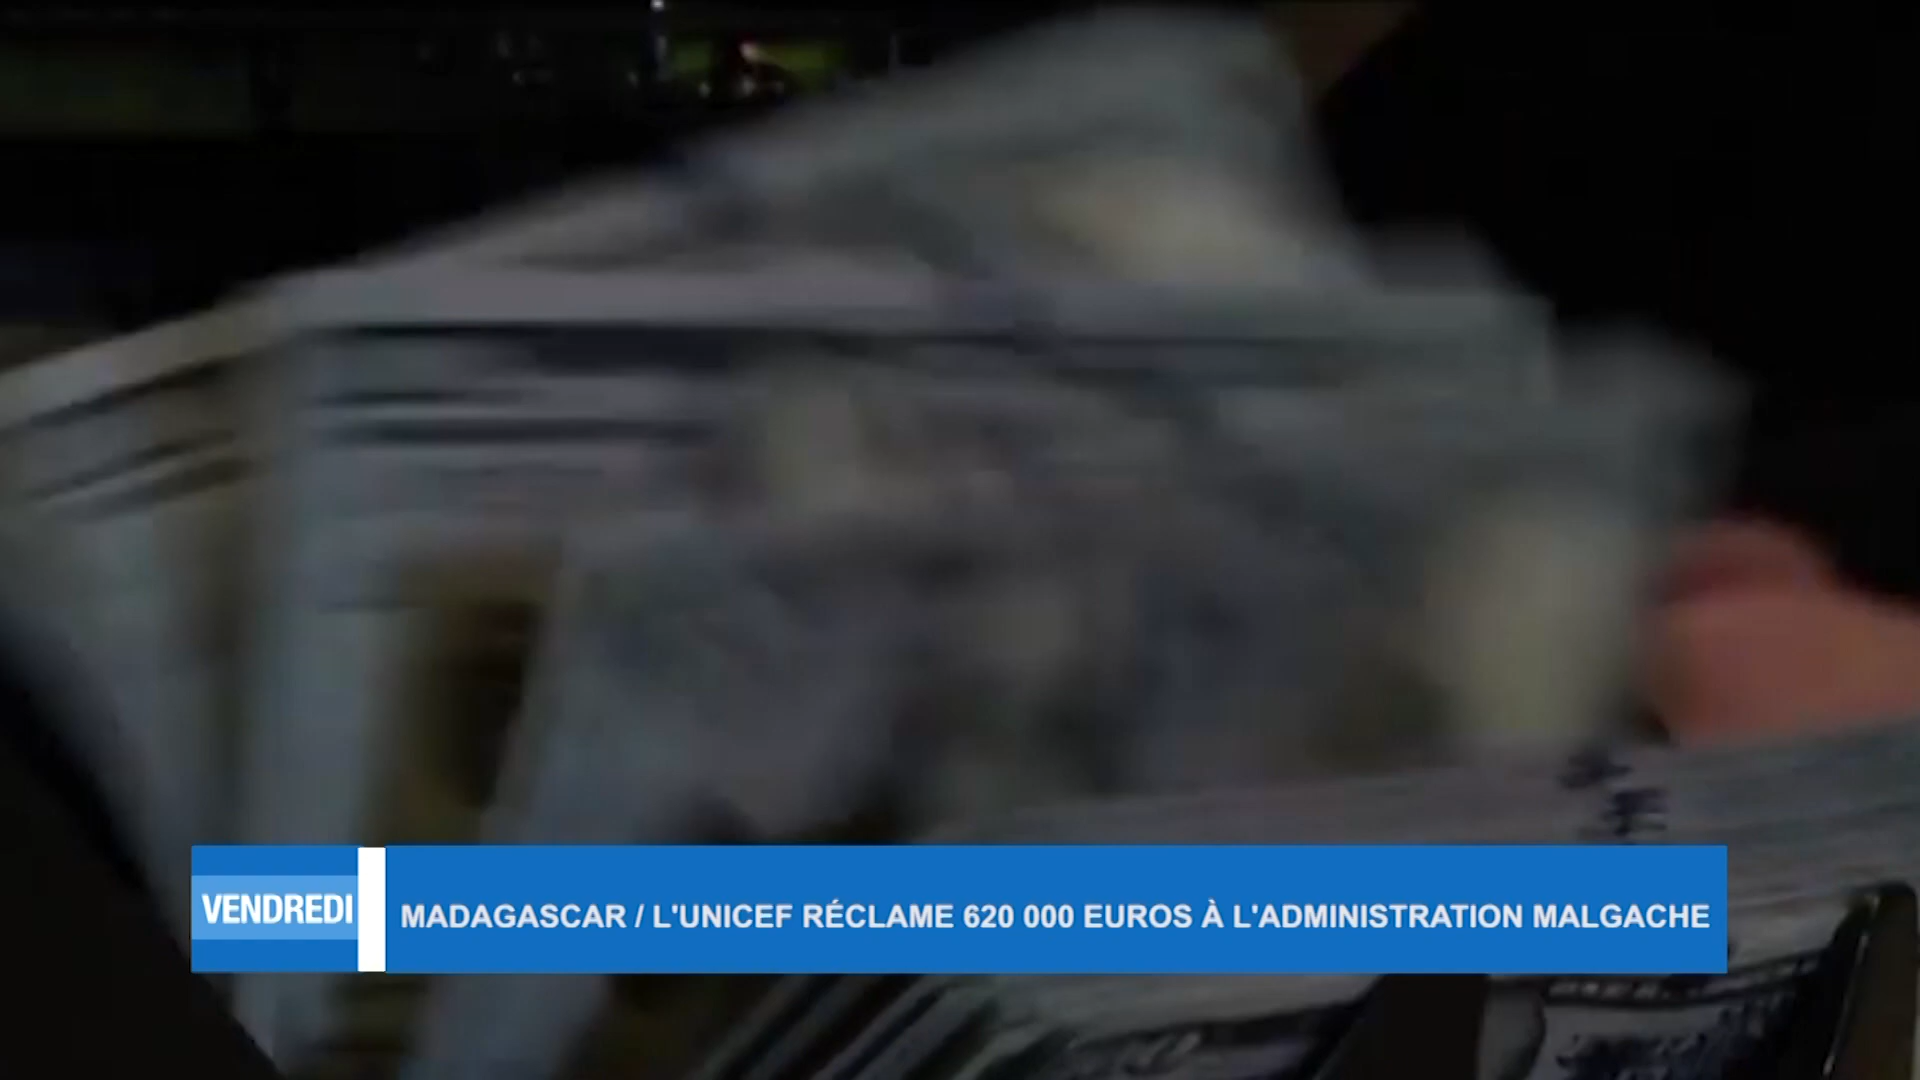 VENDREDI
MADAGASCAR / L'UNICEF RÉCLAME 620 000 EUROS À L'ADMINISTRATION MALGACHE